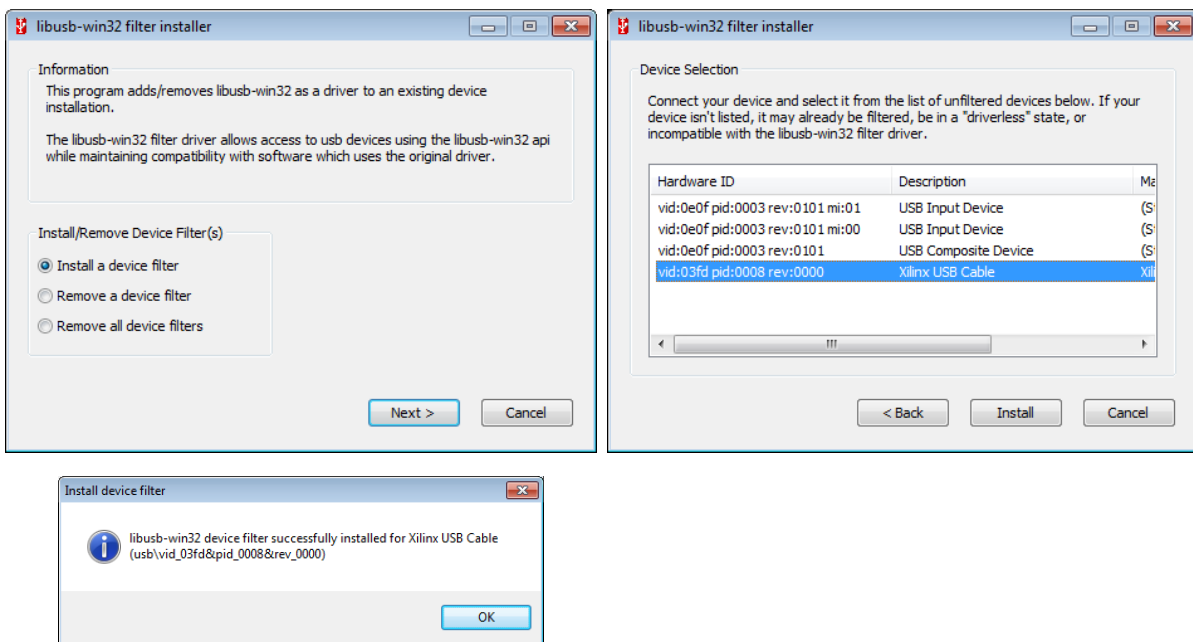 libusb-win32 filter installer
Information
This program adds/removes libusb-win32 as a driver to an existing device
installation.
The libusb-win32 filter driver allows access to usb devices using the libusb-win32 api
while maintaining compatibility with software which uses the original driver.
Install/Remove Device Filter(s)
Install a device filter
Remove a device filter
Remove all device filters
Next >
Cancel
libusb-win32 filter installer
Device Selection
Connect your device and select it from the list of unfiltered devices below. If your
device isn't listed, it may already be filtered, be in a "driverless" state, or
incompatible with the libusb-win32 filter driver.
Hardware ID Description Ma
vid:0e0f pid:0003 rev:0101 mi:01 USB Input Device (S
vid:0e0f pid:0003 rev:0101 mi:00 USB Input Device (S
vid:0e0f pid:0003 rev:0101 USB Composite Device (S
vid:03fd pid:0008 rev:0000 Xilinx USB Cable Xili
< Back
Install
Cancel
Install device filter
libusb-win32 device filter successfully installed for Xilinx USB Cable
(usb\vid_03fd&pid_0008&rev_0000)
OK